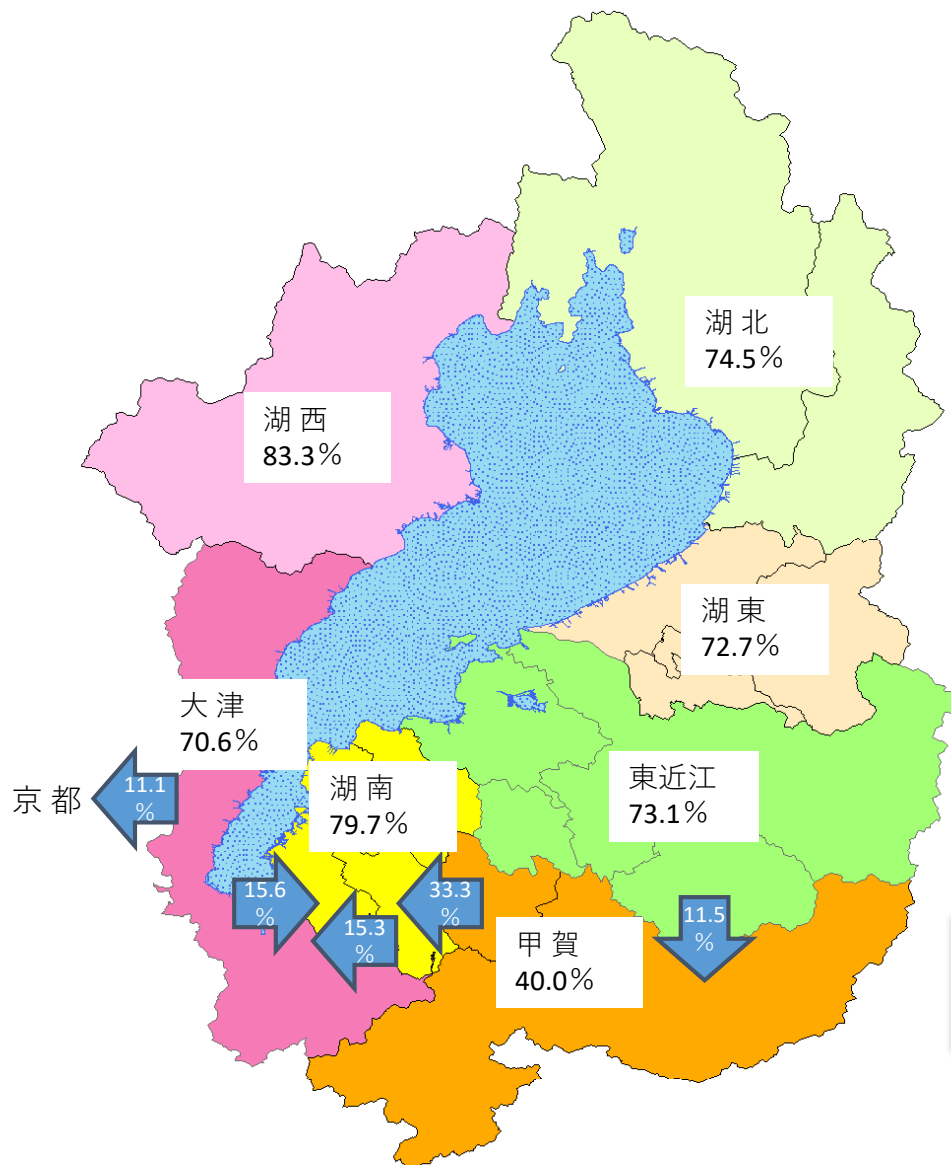 湖北
74.5％
湖西
83.3％
湖東
72.7％
大津
70.6％
京都
11.1
%
湖南
79.7％
東近江
73.1％
15.6
%
15.3
%
33.3
%
11.5
%
甲賀
40.0％